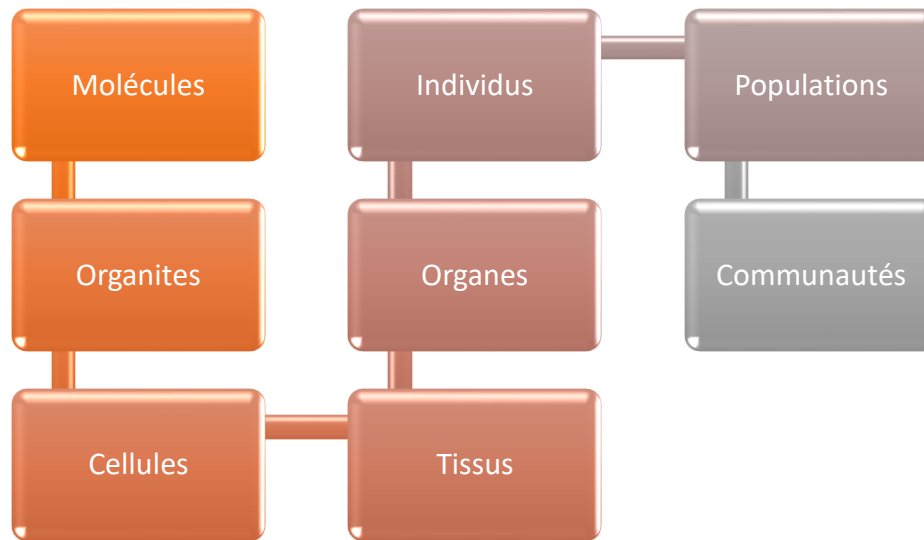 Molécules
Organites
Cellules
Tissus
Organes
Individus
Populations
Communautés